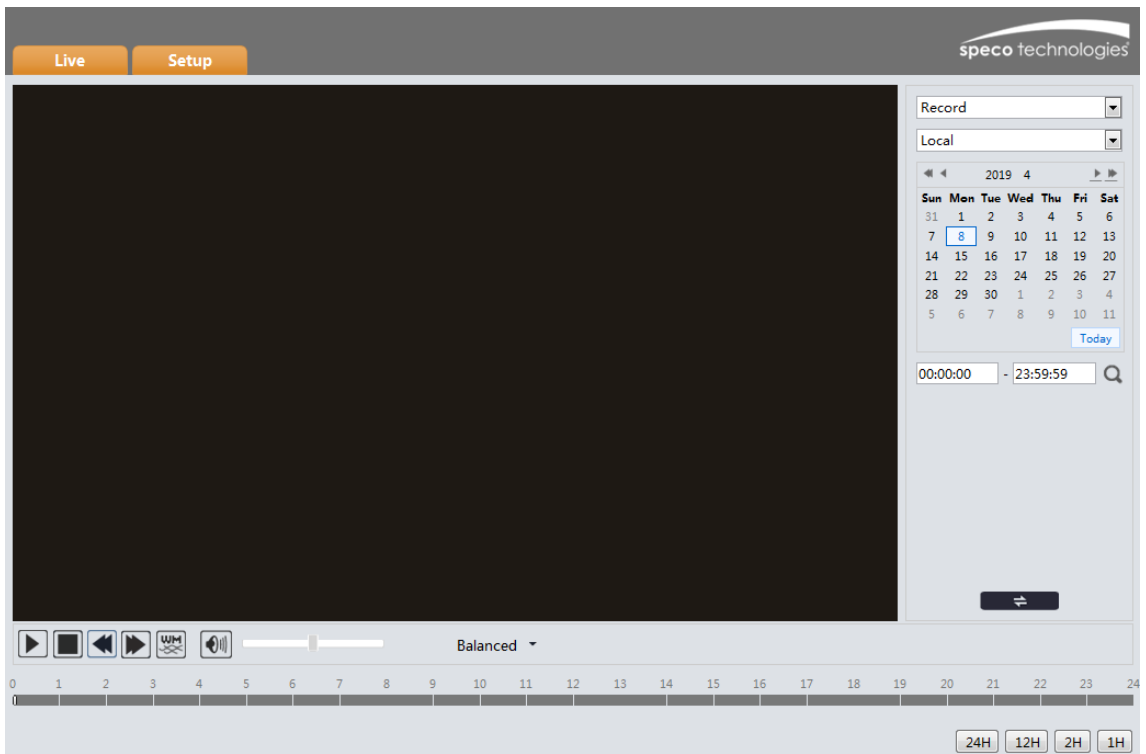 Live Setup
speco technologies
Record
Local
2019 4
Sun Mon Tue Wed Thu Fri Sat
31 1 2 3 4 5 6
7 8 9 10 11 12 13
14 15 16 17 18 19 20
21 22 23 24 25 26 27
28 29 30 1 2 3 4
5 6 7 8 9 10 11
Today
00:00:00 - 23:59:59
WM
Balanced
0 1 2 3 4 5 6 7 8 9 10 11 12 13 14 15 16 17 18 19 20 21 22 23 24
24H 12H 2H 1H